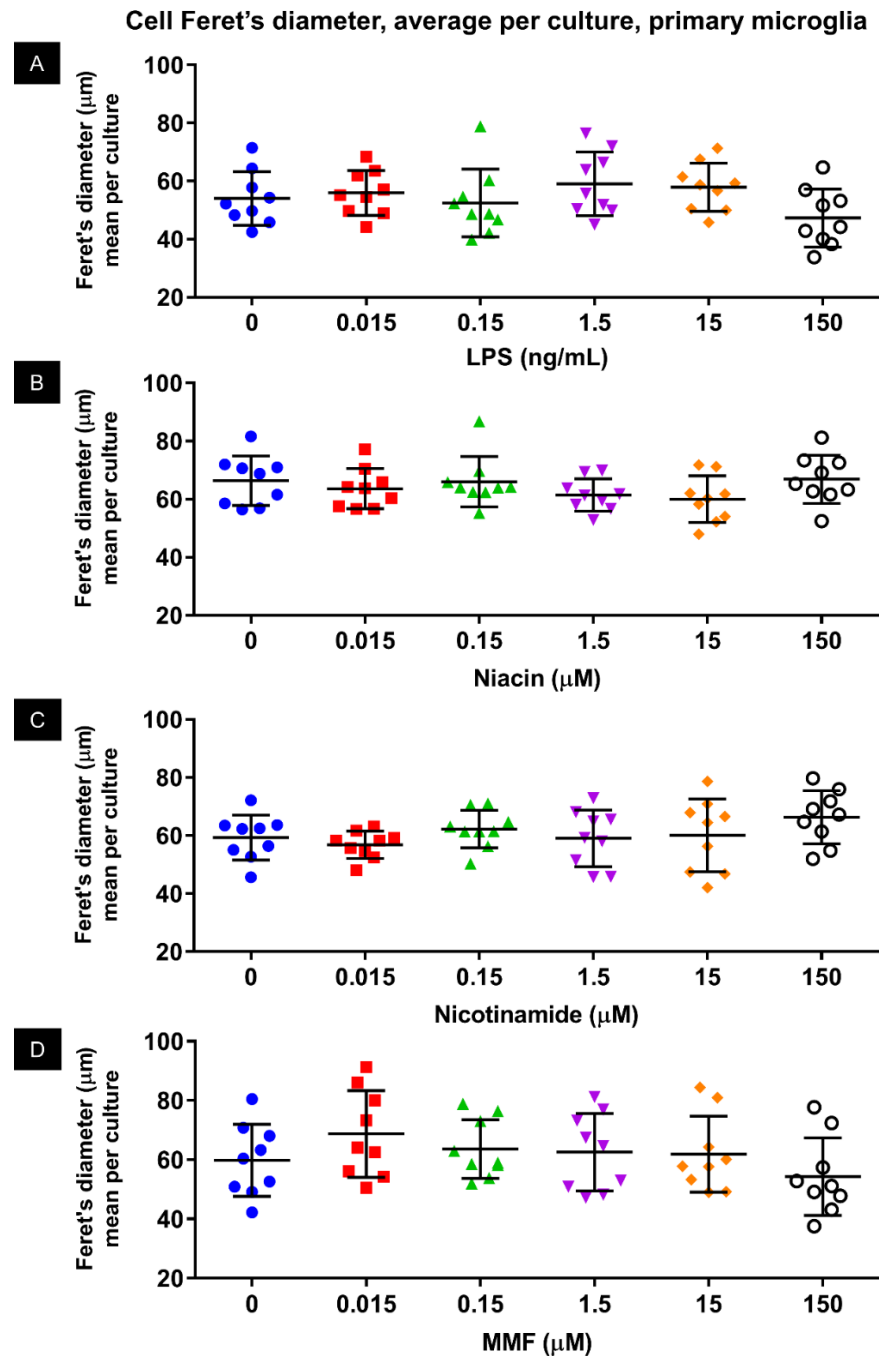 Cell Feret's diameter, average per culture, primary microglia
A
Feret's diameter (μm)
mean per culture
100
80
60
40
20
0 0.015 0.15 1.5 15 150
LPS (ng/mL)
B
Feret's diameter (μm)
mean per culture
100
80
60
40
20
0 0.015 0.15 1.5 15 150
Niacin (μM)
C
Feret's diameter (μm)
mean per culture
100
80
60
40
20
0 0.015 0.15 1.5 15 150
Nicotinamide (μM)
D
Feret's diameter (μm)
mean per culture
100
80
60
40
20
0 0.015 0.15 1.5 15 150
MMF (μM)